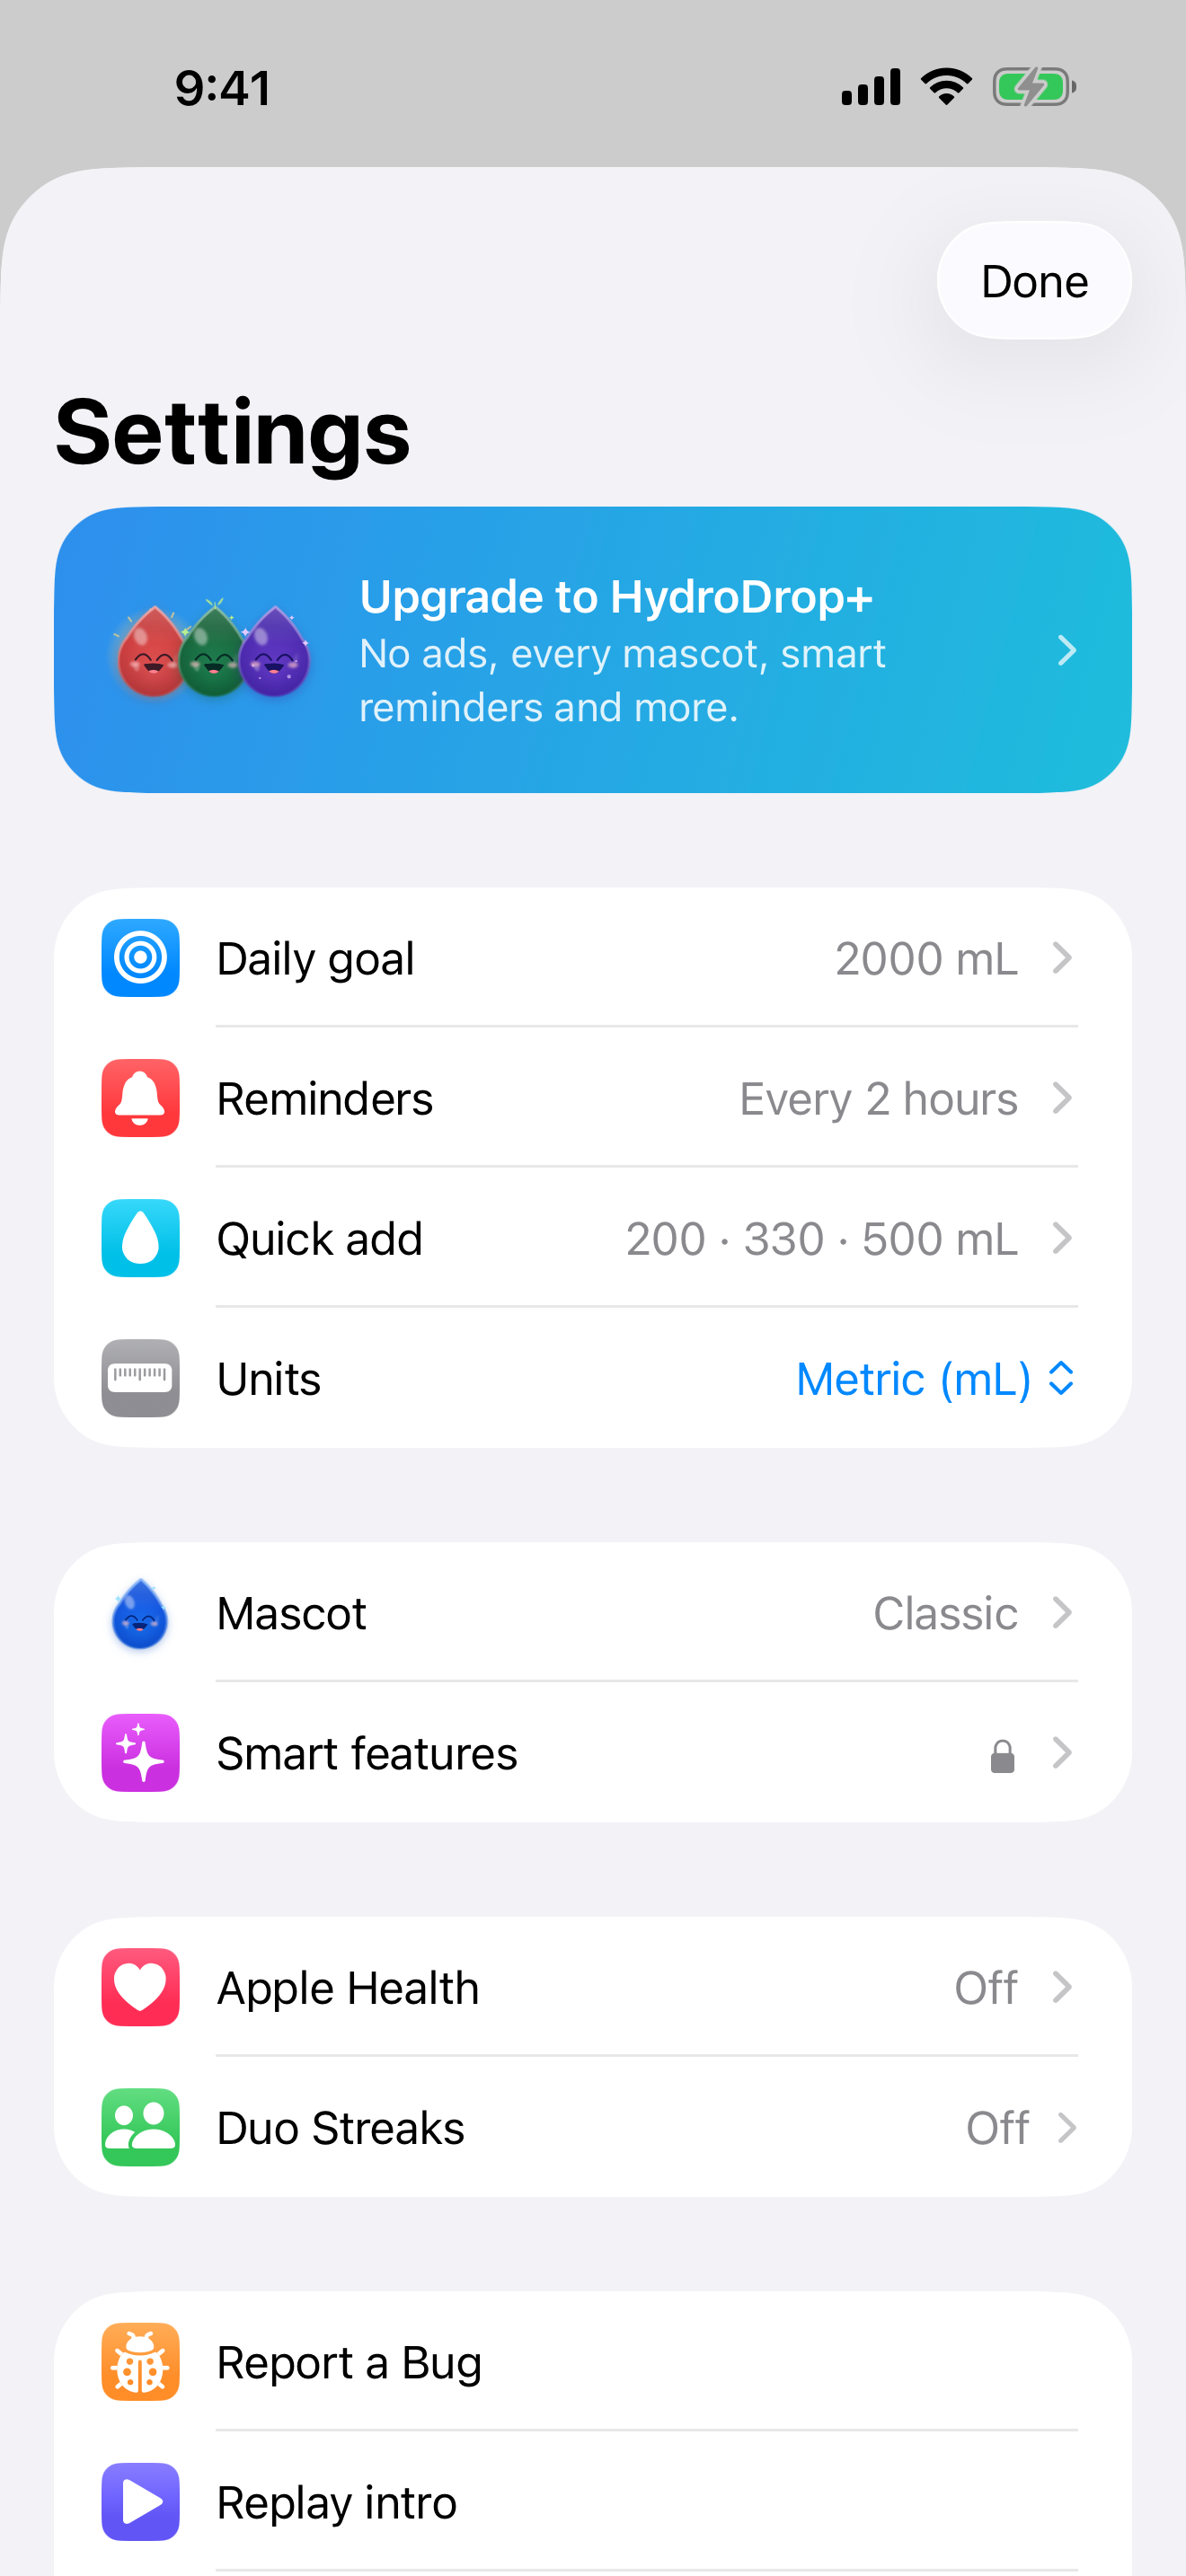 9:41
Done
Settings
Upgrade to HydroDrop+
No ads, every mascot, smart
reminders and more.
Daily goal 2000 mL
Reminders Every 2 hours
Quick add 200 · 330 · 500 mL
Units Metric (mL)
Mascot Classic
Smart features
Apple Health Off
Duo Streaks Off
Report a Bug
Replay intro